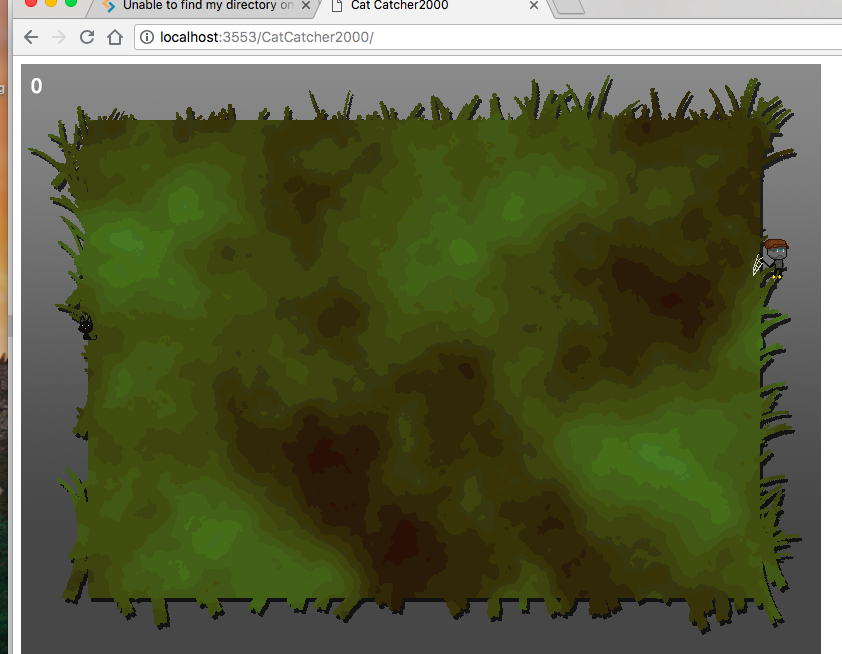 Unable to find my directory on
Cat Catcher2000
localhost:3553/CatCatcher2000/
g
0